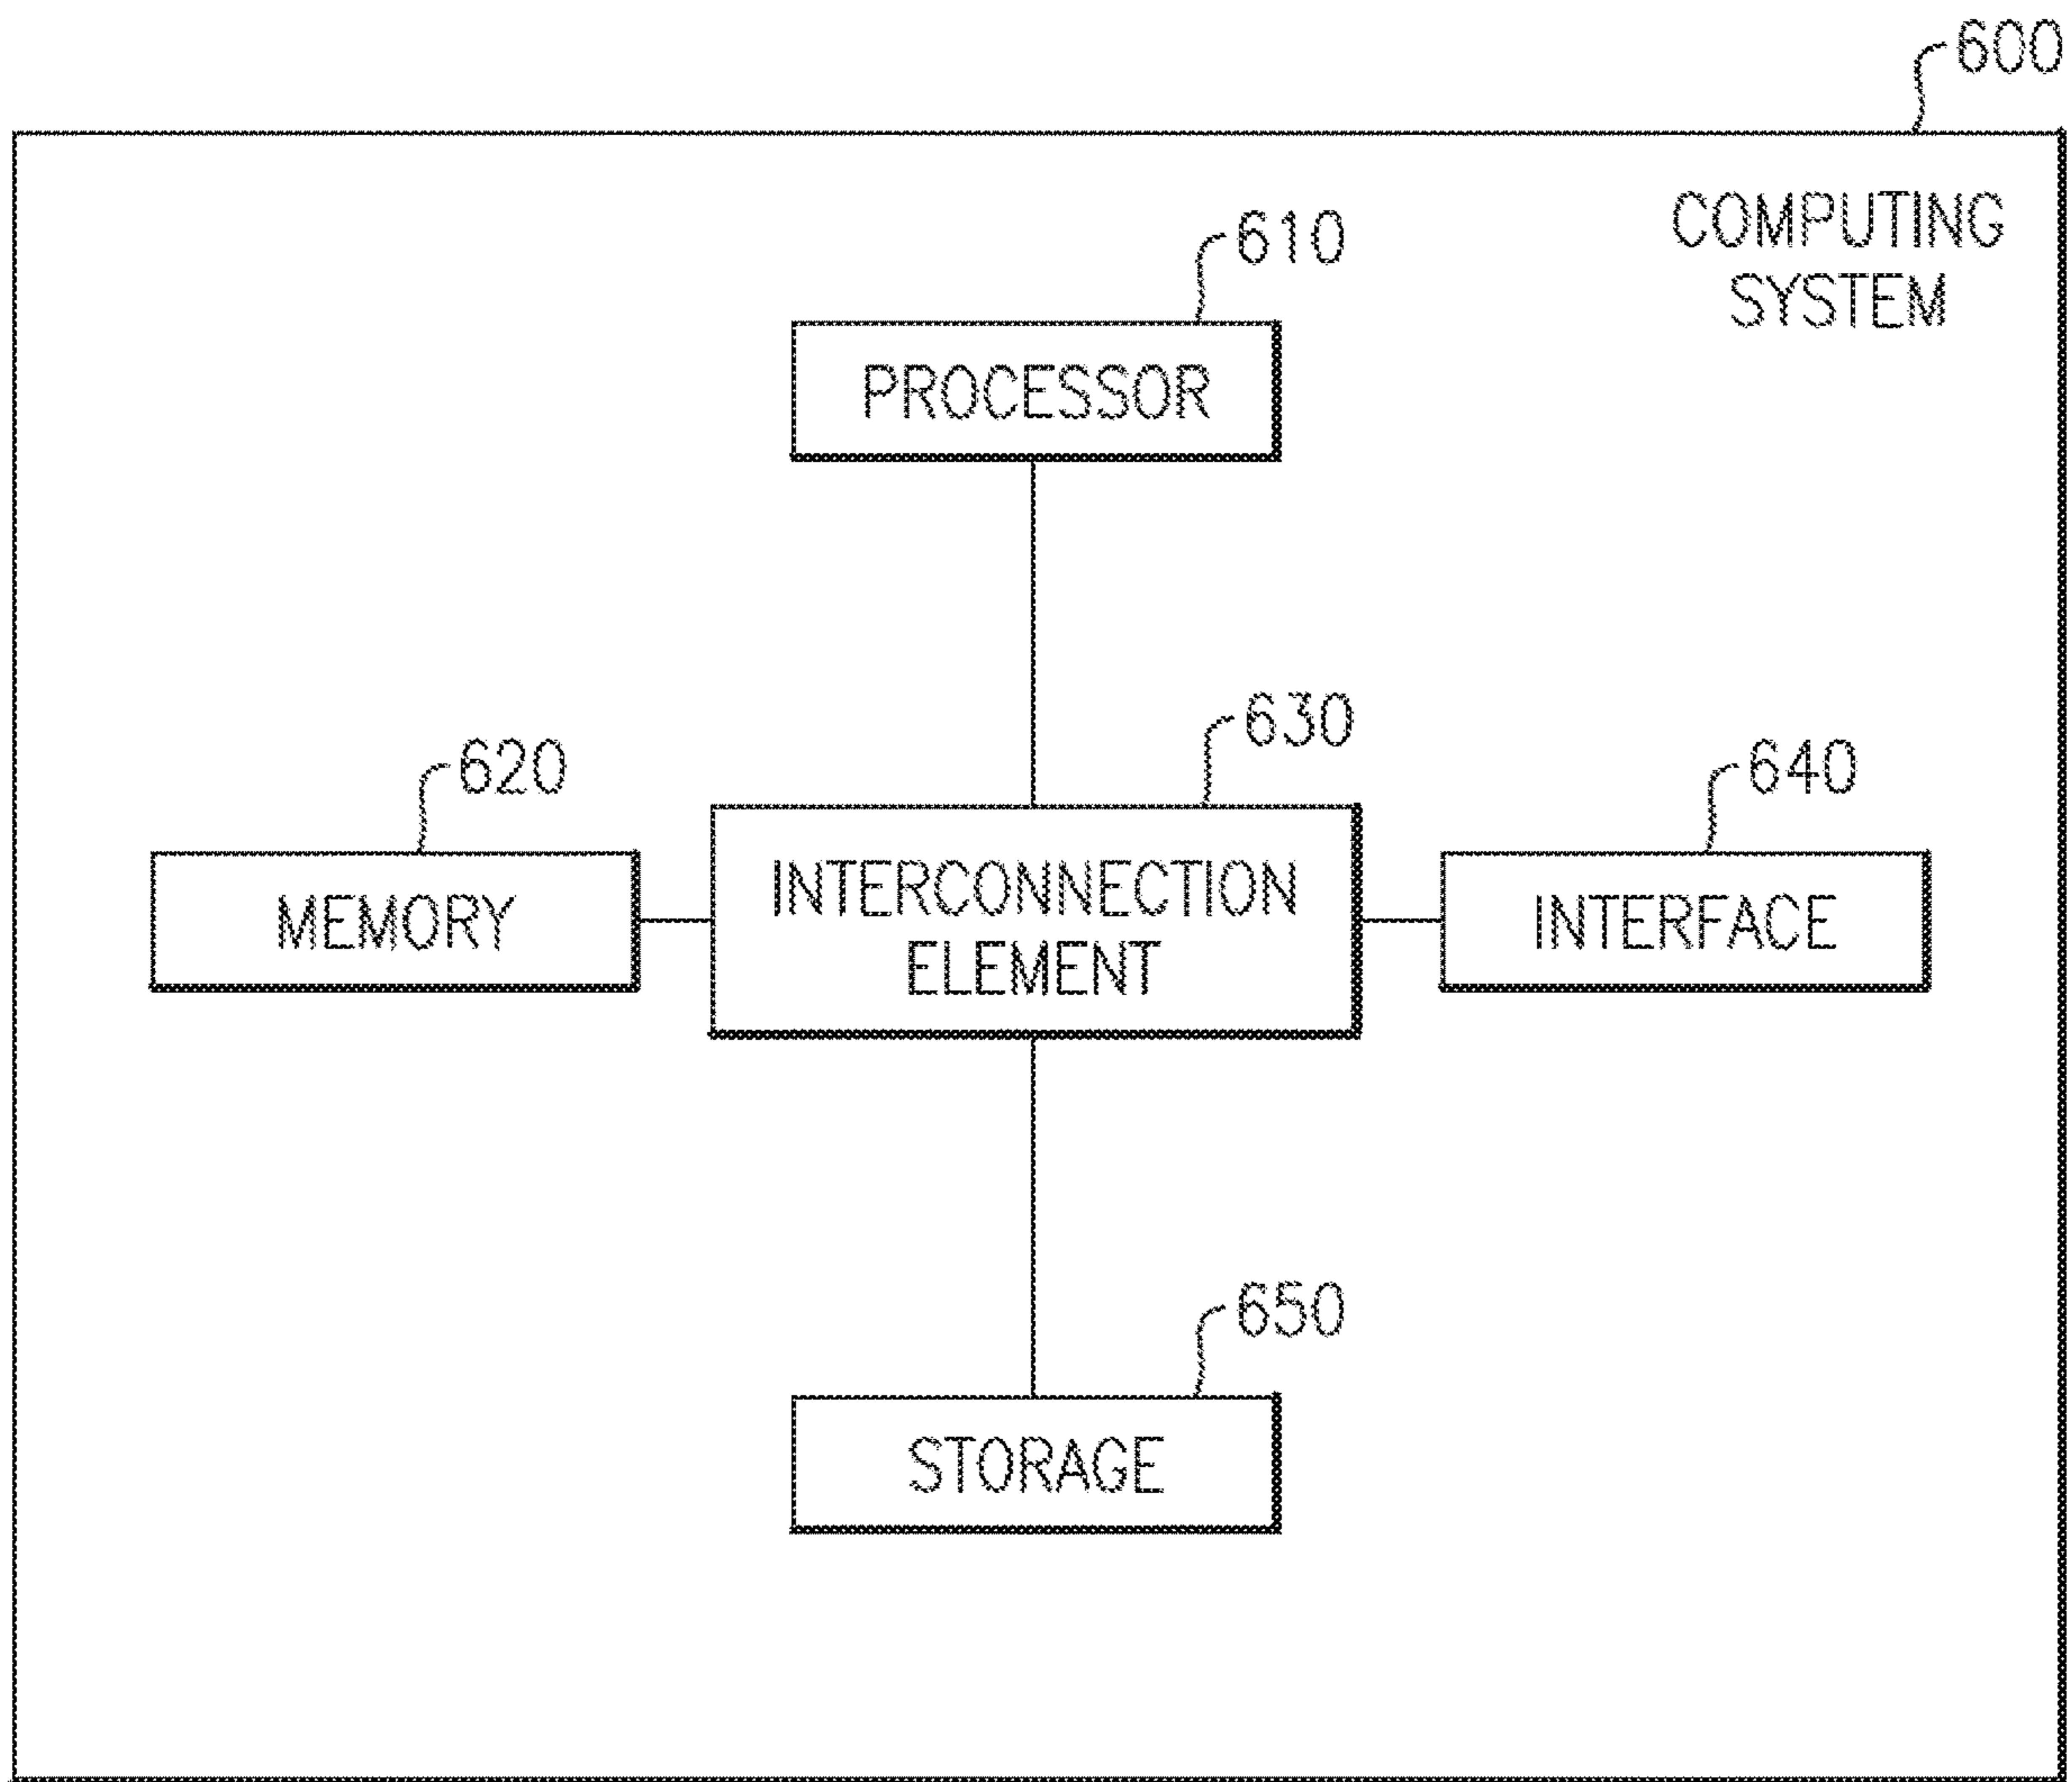 600
COMPUTING
SYSTEM
610
PROCESSOR
630
620
640
INTERCONNECTION
ELEMENT
MEMORY
INTERFACE
650
STORAGE